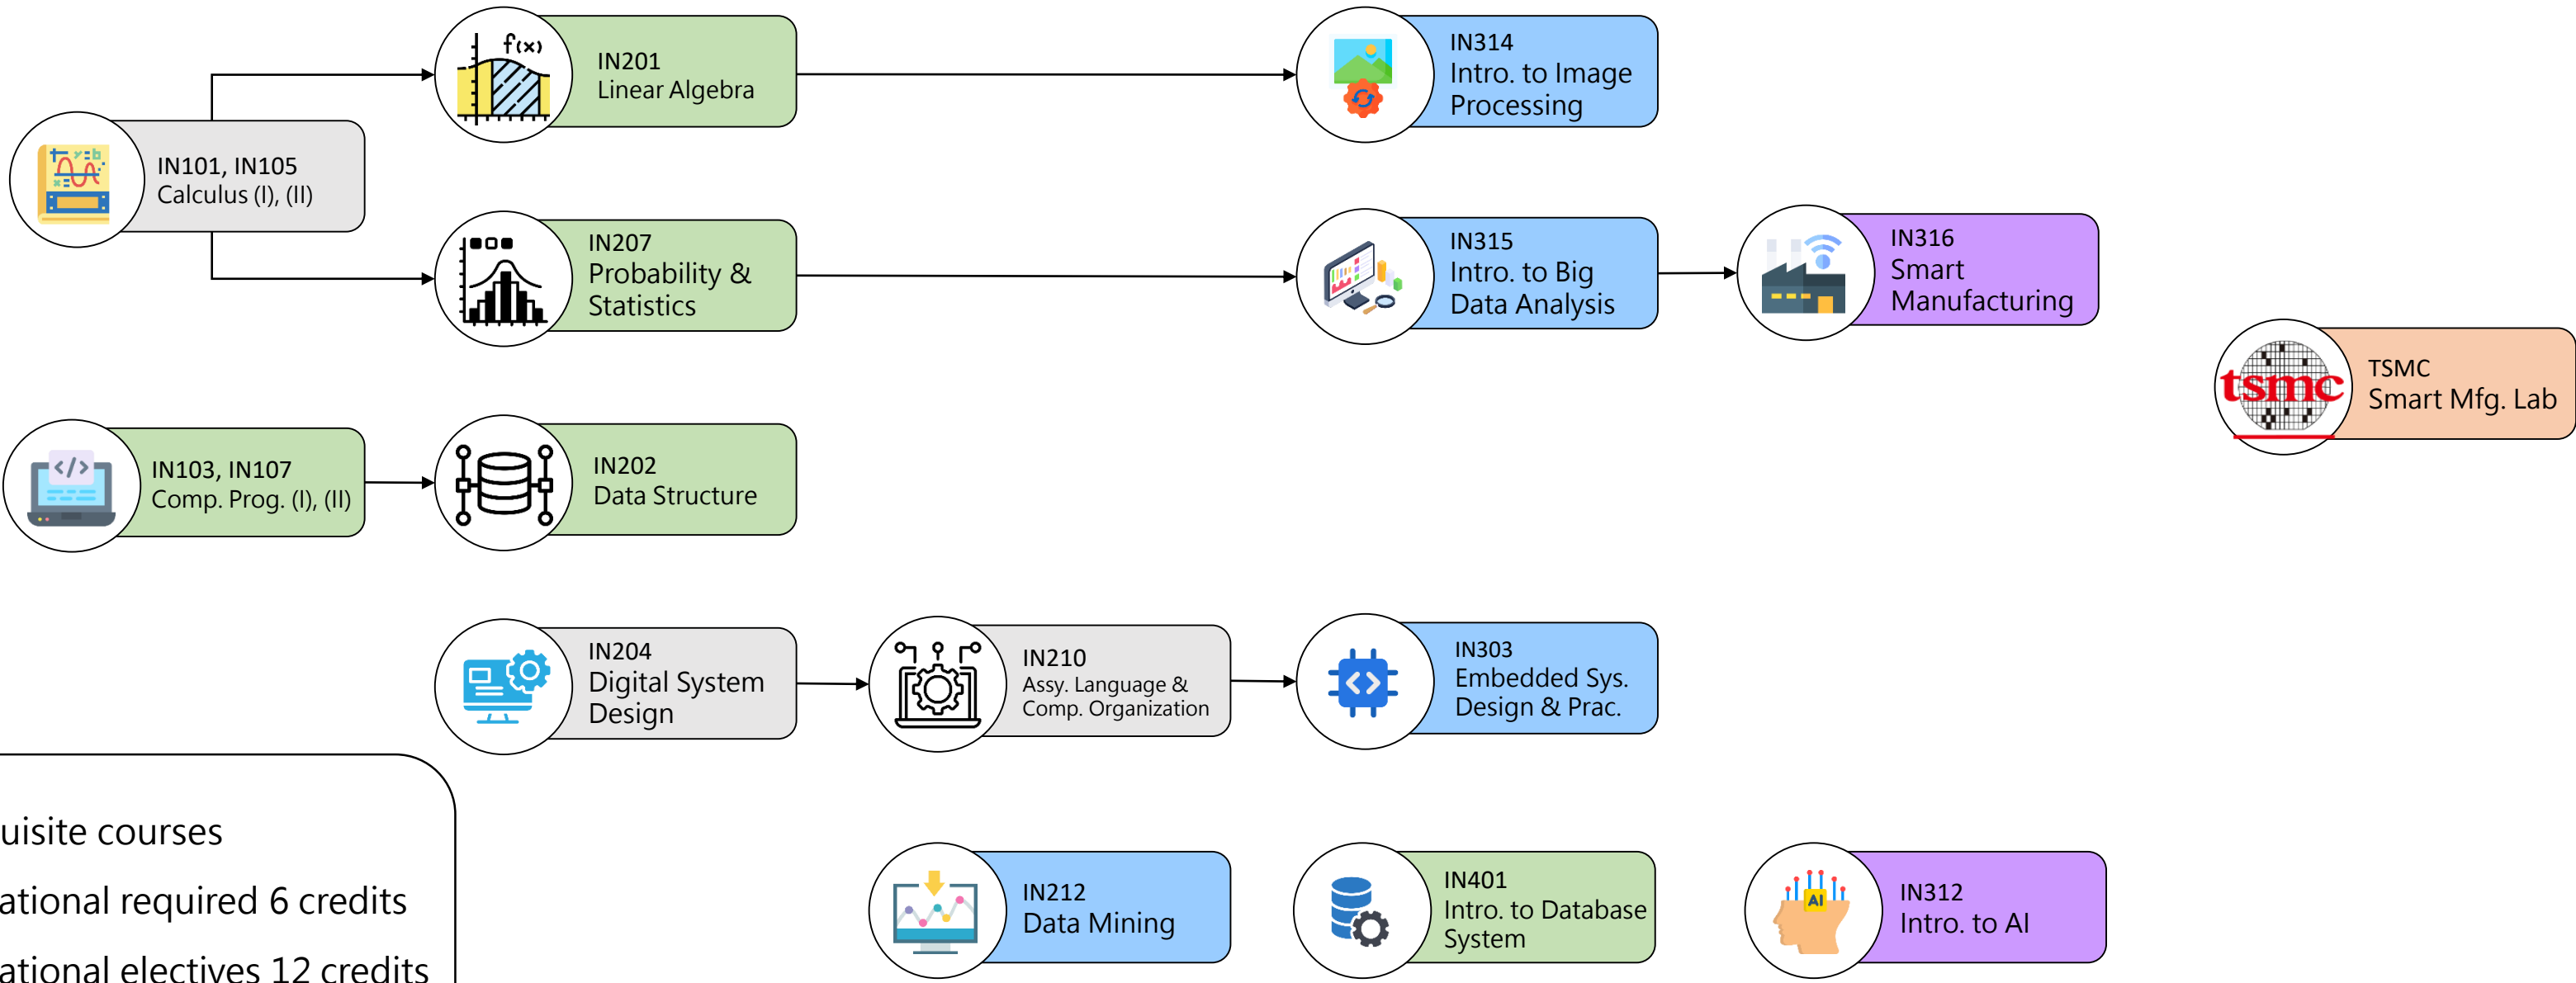 f(x)
IN201
Linear Algebra
IN314
Intro. to Image
Processing
IN101, IN105
Calculus (I), (II)
IN207
Probability &
Statistics
IN315
Intro. to Big
Data Analysis
IN316
Smart
Manufacturing
tsmc
TSMC
Smart Mfg. Lab
</>
IN103, IN107
Comp. Prog. (I), (II)
IN202
Data Structure
IN204
Digital System
Design
IN210
Assy. Language &
Comp. Organization
IN303
Embedded Sys.
Design & Prac.
uisite courses
ational required 6 credits
ational electives 12 credits
IN212
Data Mining
IN401
Intro. to Database
System
AI
IN312
Intro. to AI